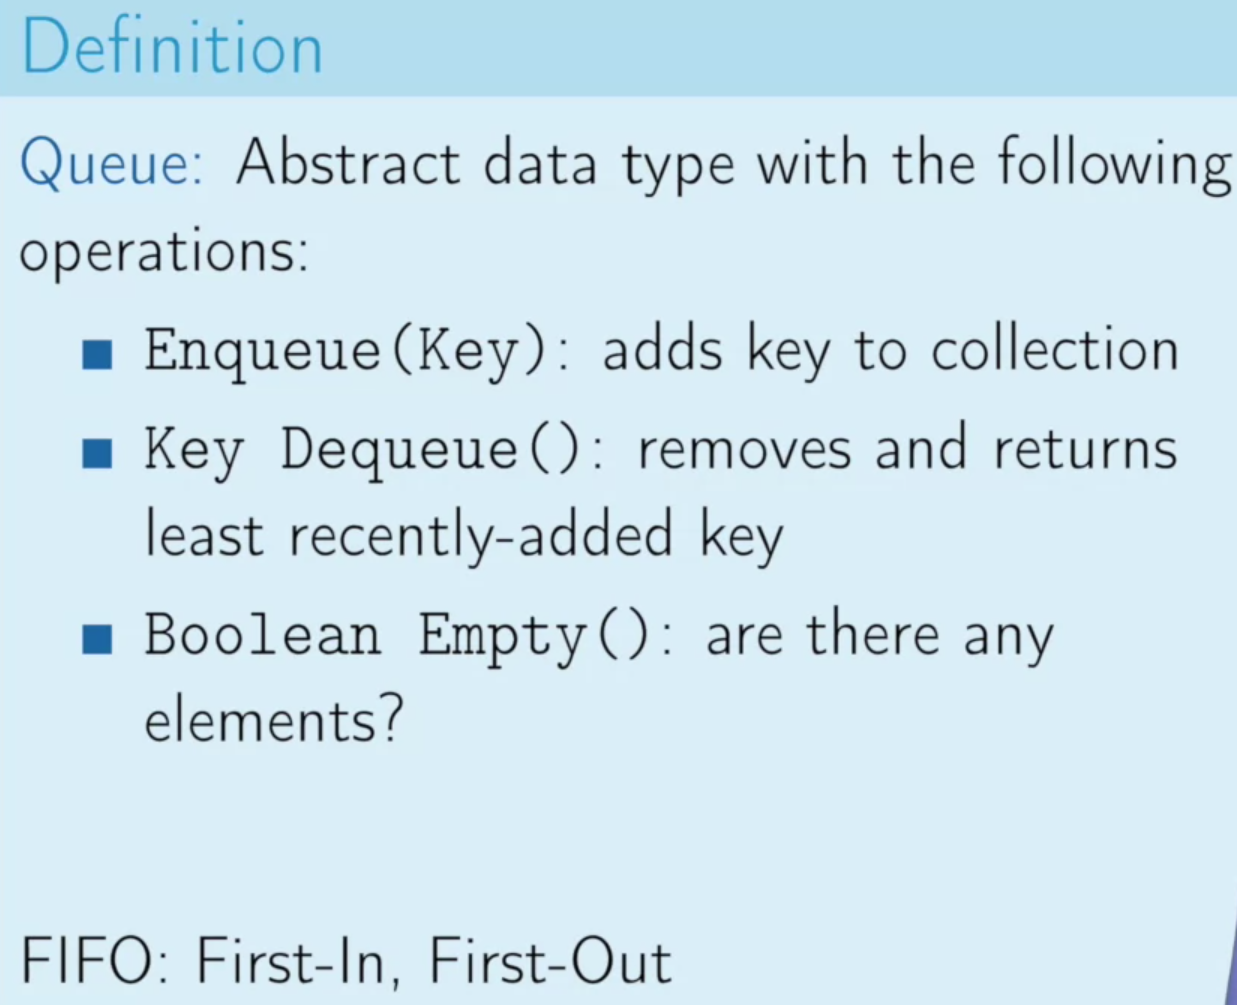 Definition
Queue: Abstract data type with the following
operations:
■ Enqueue(Key): adds key to collection
■ Key Dequeue(): removes and returns
least recently-added key
■ Boolean Empty(): are there any
elements?
FIFO: First-In, First-Out